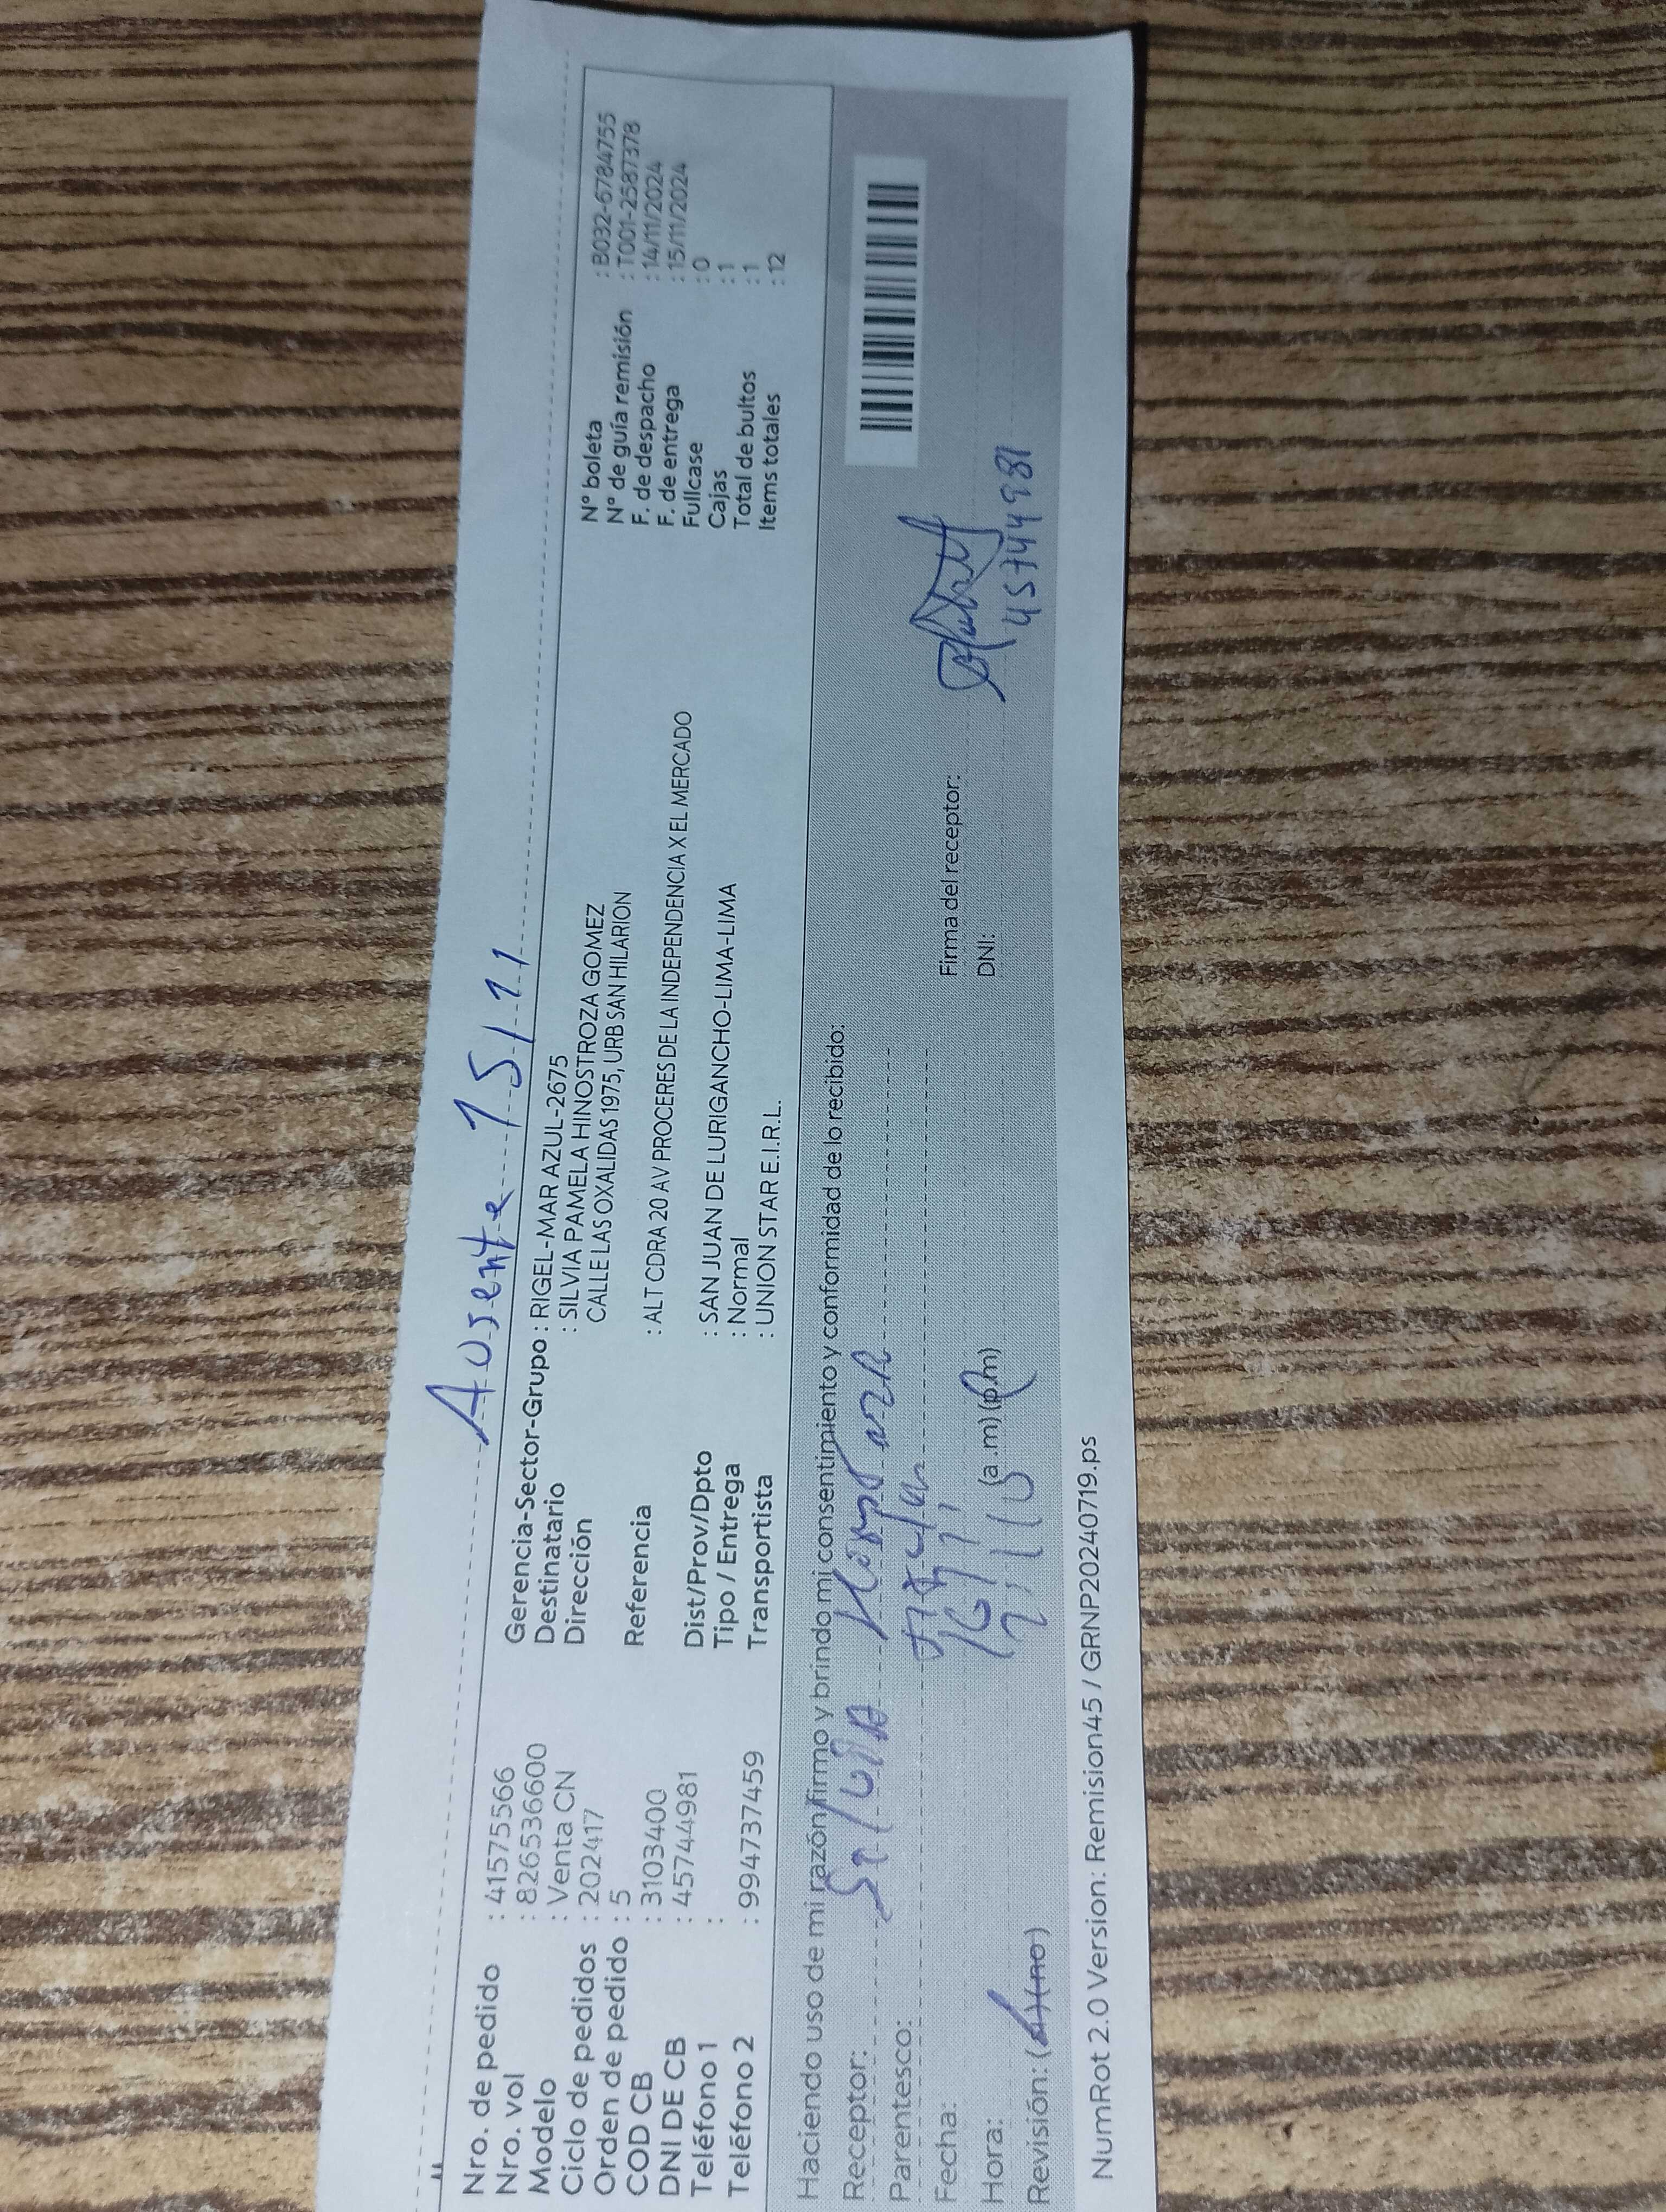 Ausente 15/11
Nro. de pedido : 41575566
Nro. vol : 82653636600
Modelo : Venta CN
Ciclo de pedidos : 202417
Orden de pedido : 5
COD CB : 3103400
DNI DE CB : 45744981
Teléfono 1 :
Teléfono 2 : 994737459
Gerencia-Sector-Grupo : RIGEL-MAR AZUL-2675
Destinatario : SILVIA PAMELA HINOSTROZA GOMEZ
Dirección CALLE LAS OXALIDAS 1975, URB SAN HILARION
Referencia : ALT CDRA 20 AV PROCERES DE LA INDEPENDENCIA X EL MERCADO
Dist/Prov/Dpto : SAN JUAN DE LURIGANCHO-LIMA-LIMA
Tipo / Entrega : Normal
Transportista : UNION STAR E.I.R.L.
N° boleta : B032-67844755
N° de guía remisión : T001-25873378
F. de despacho : 14/11/2024
F. de entrega : 15/11/2024
Fullcase : 0
Cajas : 1
Total de bultos : 1
Items totales : 12
Haciendo uso de mi razón/firmo y brindo mi consentimiento y conformidad de lo recibido:
Receptor:
Parentesco:
Fecha:
Hora: (a.m) (p.m)
Revisión: (
Firma del receptor:
DNI: 45744981
NumRot 2.0 Version: Remision45 / GRNP20240719.ps